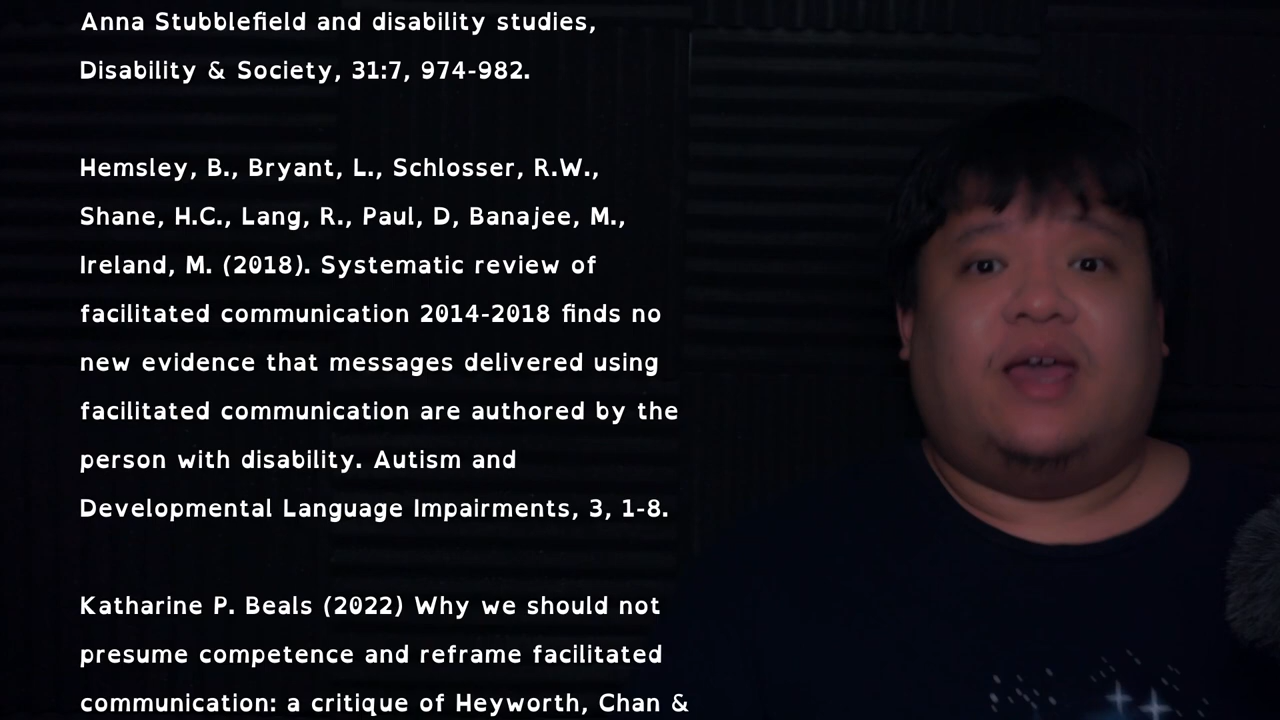 Anna Stubblefield and disability studies,
Disability & Society, 31:7, 974-982.
Hemsley, B., Bryant, L., Schlosser, R.W.,
Shane, H.C., Lang, R., Paul, D, Banajee, M.,
Ireland, M. (2018). Systematic review of
facilitated communication 2014-2018 finds no
new evidence that messages delivered using
facilitated communication are authored by the
person with disability. Autism and
Developmental Language Impairments, 3, 1-8.
Katharine P. Beals (2022) Why we should not
presume competence and reframe facilitated
communication: a critique of Heyworth, Chan &